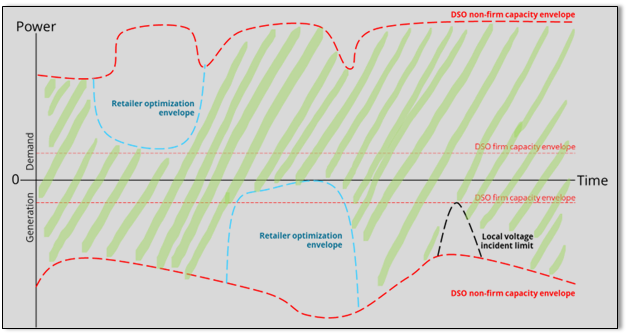 DSO non-firm capacity envelope
Power
Retailer optimization
envelope
Demand
DSO firm capacity envelope
0
Time
Generation
DSO firm capacity envelope
Retailer optimization
envelope
Local voltage
incident limit
DSO non-firm capacity envelope